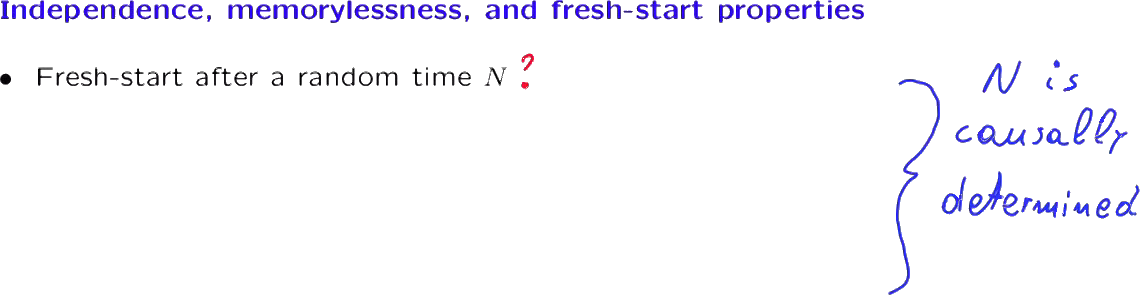 Independence, memorylessness, and fresh-start properties
• Fresh-start after a random time N ?
N is
causally
determined